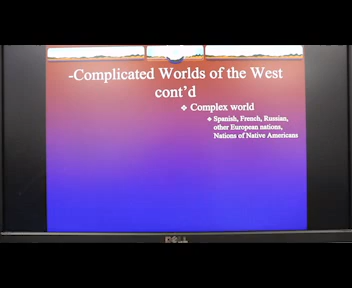 -Complicated Worlds of the West
cont'd
❖ Complex world
❖ Spanish, French, Russian,
other European nations,
Nations of Native Americans
DELL